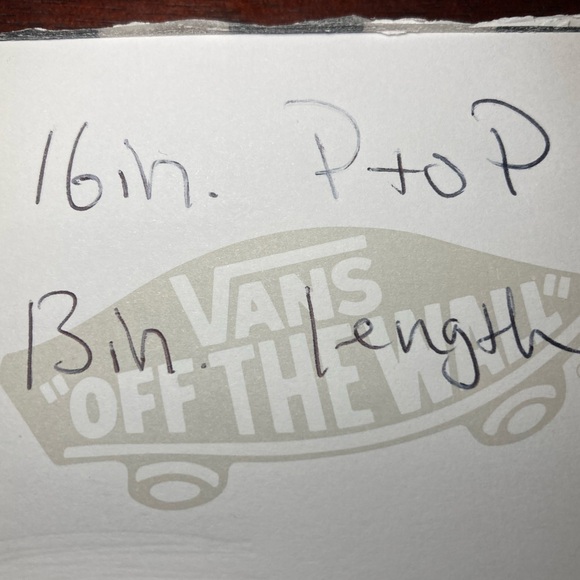 16in. P to P
VANS
13in. length
"OFF THE WALL"